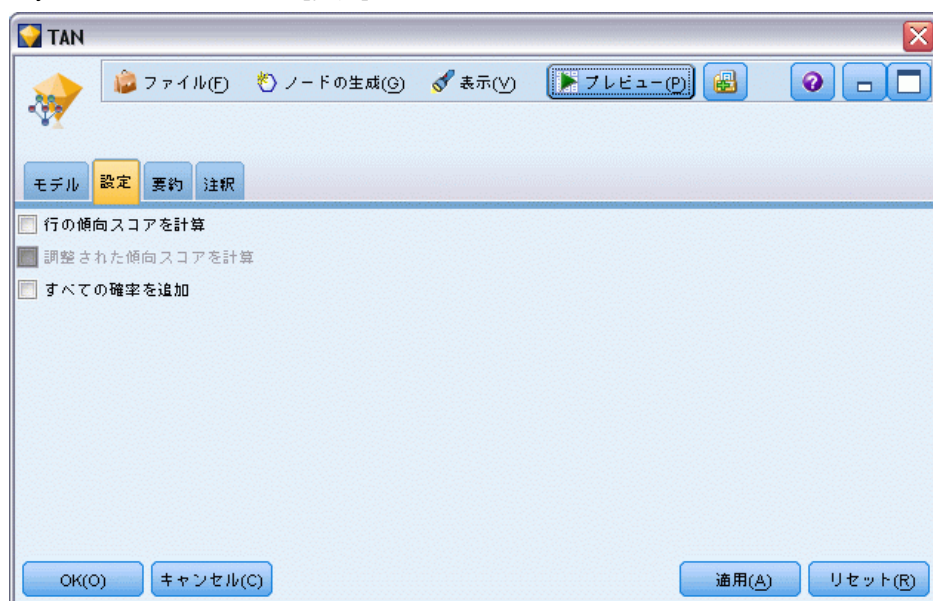 TAN
ファイル(F) ノードの生成(G) 表示(V) プレビュー(P)
モデル 設定 要約 注釈
行の傾向スコアを計算
調整された傾向スコアを計算
すべての確率を追加
OK(O) キャンセル(C) 適用(A) リセット(R)